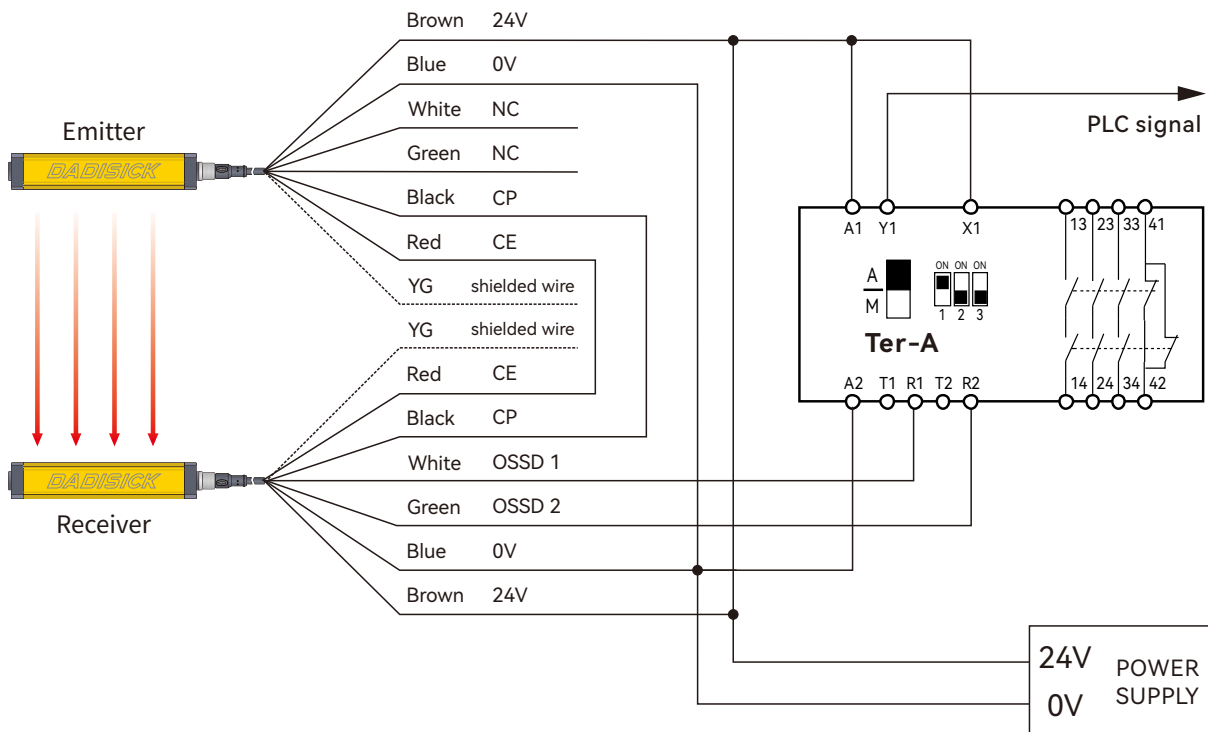 Brown 24V
Blue 0V
White NC
Green NC
Black CP
Red CE
YG shielded wire
YG shielded wire
Red CE
Black CP
White OSSD 1
Green OSSD 2
Blue 0V
Brown 24V
Emitter
DADISICK
DADISICK
Receiver
PLC signal
A1 Y1 X1 13 23 33 41
A
M
ON ON ON
1 2 3
Ter-A
A2 T1 R1 T2 R2 14 24 34 42
24V
0V
POWER
SUPPLY